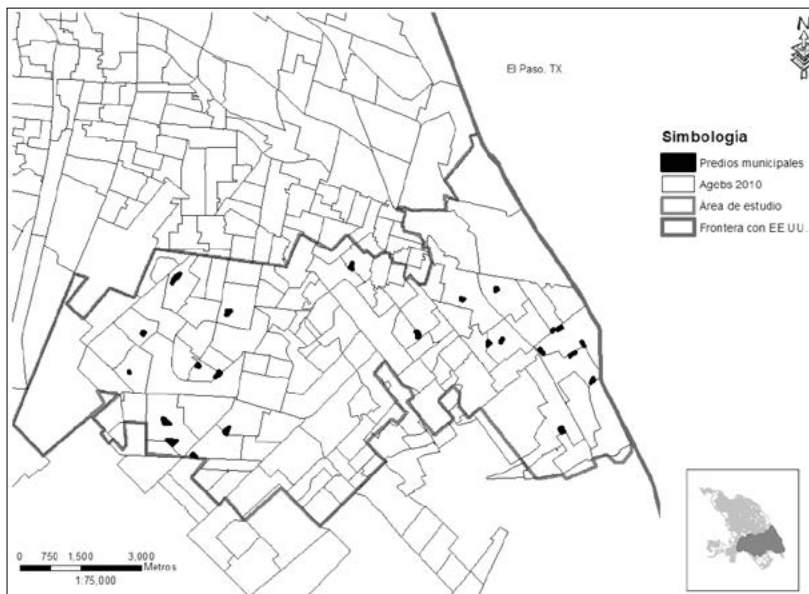 N
El Paso, TX
Simbología
Predios municipales
Agebs 2010
Área de estudio
Frontera con EE.UU.
0 750 1,500 3,000
Metros
1:75,000